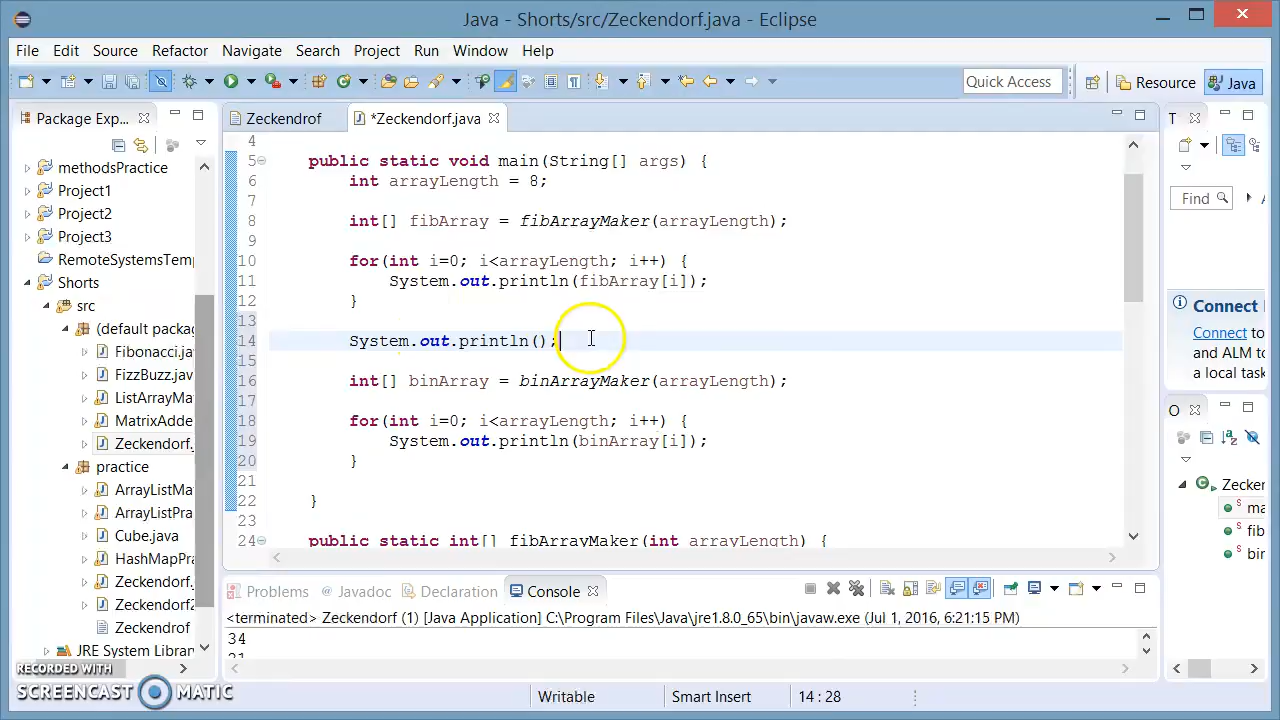 Java - Shorts/src/Zeckendorf.java - Eclipse
File Edit Source Refactor Navigate Search Project Run Window Help
Quick Access Resource Java
Package Exp...
methodsPractice
Project1
Project2
Project3
RemoteSystemsTemp
Shorts
src
(default packa
Fibonacci.ja
FizzBuzz.jav
ListArrayMa
MatrixAdde
Zeckendorf.
practice
ArrayListMa
ArrayListPra
Cube.java
HashMapPra
Zeckendorf.
Zeckendorf2
Zeckendrof
JRE System Librar
Zeckendrof *Zeckendorf.java
4
5 public static void main(String[] args) {
6 int arrayLength = 8;
7
8 int[] fibArray = fibArrayMaker(arrayLength);
9
10 for(int i=0; i<arrayLength; i++) {
11 System.out.println(fibArray[i]);
12 }
13
14 System.out.println();
15
16 int[] binArray = binArrayMaker(arrayLength);
17
18 for(int i=0; i<arrayLength; i++) {
19 System.out.println(binArray[i]);
20 }
21
22 }
23
24 public static int[] fibArrayMaker(int arrayLength) {
Problems @ Javadoc Declaration Console
<terminated> Zeckendorf (1) [Java Application] C:\Program Files\Java\jre1.8.0_65\bin\javaw.exe (Jul 1, 2016, 6:21:15 PM)
34
21
T
Find
Connect
Connect to
and ALM to
a local task
O
Zecken
ma
fib
bin
Writable Smart Insert 14 : 28
RECORDED WITH
SCREENCAST MATIC